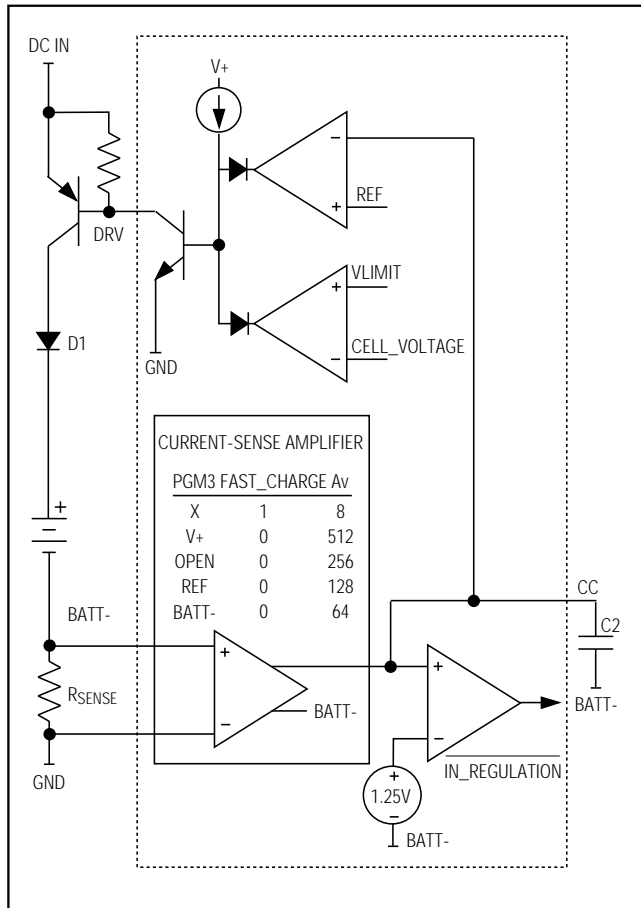 DC IN
V+
−
REF
+
DRV
VLIMIT
+
D1
CELL_VOLTAGE
−
GND
CURRENT-SENSE AMPLIFIER
PGM3 FAST_CHARGE Av
X 1 8
V+ 0 512
OPEN 0 256
REF 0 128
BATT- 0 64
+
−
BATT-
CC
C2
+
+
RSENSE
BATT-
BATT-
−
−
IN_REGULATION
GND
+
1.25V
−
BATT-